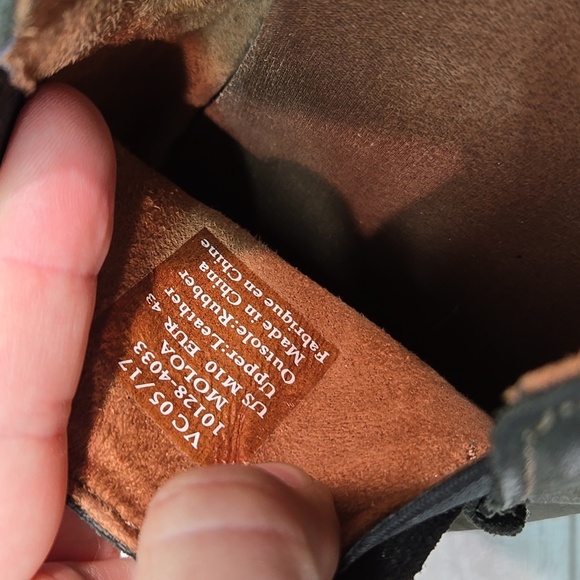 VC 05 / 17
10128-4033
MOLOA
US M10 EUR 43
Upper:Leather
Outsole:Rubber
Made in China
Fabrique en Chine